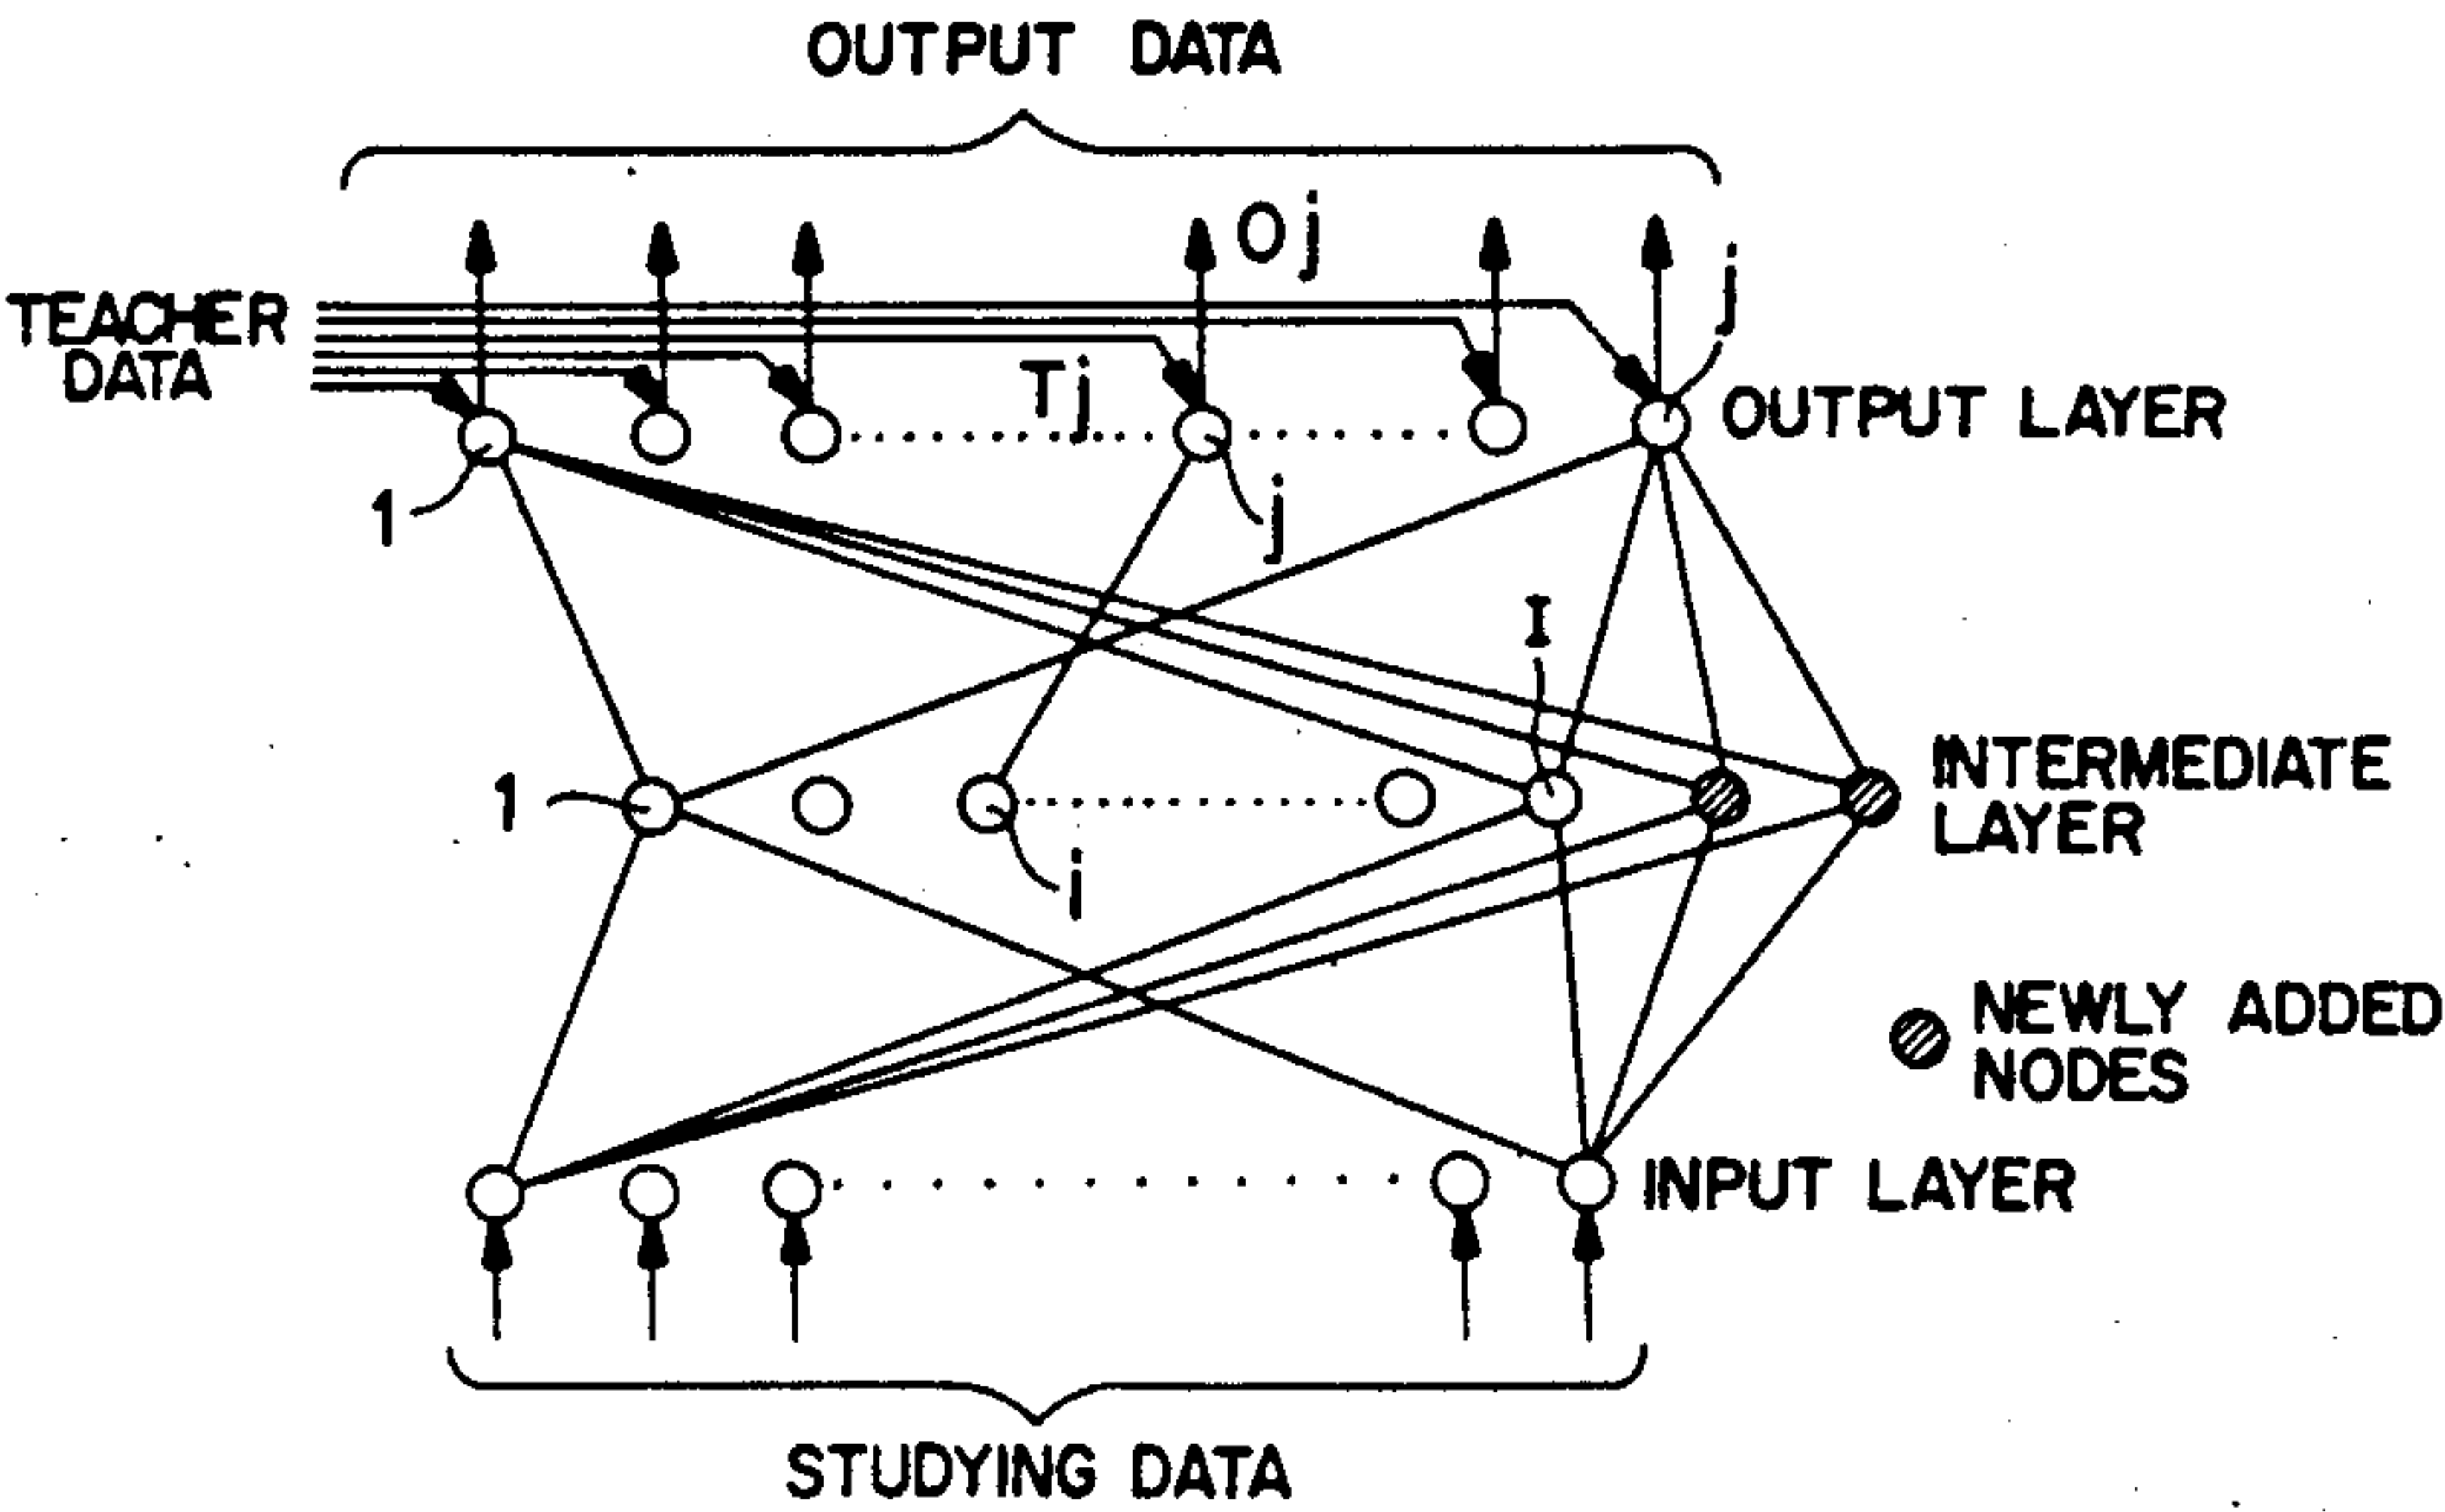 OUTPUT DATA
Oj
j
TEACHER
DATA
Tj
OUTPUT LAYER
1
j
I
INTERMEDIATE
LAYER
1
i
NEWLY ADDED
NODES
INPUT LAYER
STUDYING DATA